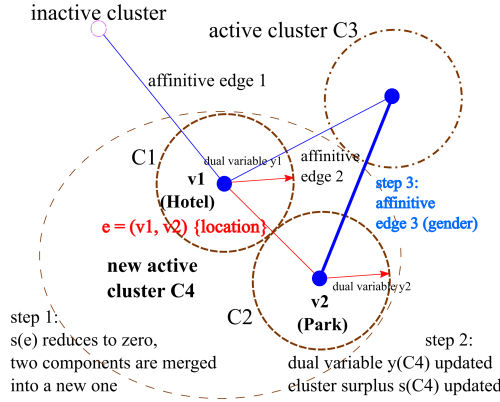 inactive cluster
active cluster C3
affinitive edge 1
C1
dual variable y1
v1
(Hotel)
affinitive
edge 2
step 3:
affinitive
edge 3 (gender)
e = (v1, v2) {location}
new active
cluster C4
dual variable y2
v2
(Park)
C2
step 1:
s(e) reduces to zero,
two components are merged
into a new one
step 2:
dual variable y(C4) updated
cluster surplus s(C4) updated